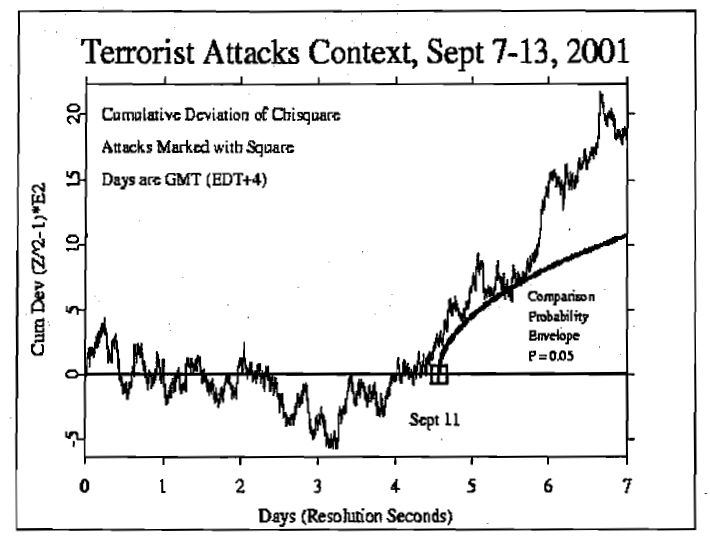 Terrorist Attacks Context, Sept 7-13, 2001
Cumulative Deviation of Chisquare
Attacks Marked with Square
Days are GMT (EDT+4)
Cum Dev (Z^2-1)*E2
20
15
10
5
0
-5
Comparison
Probability
Envelope
P = 0.05
Sept 11
0 1 2 3 4 5 6 7
Days (Resolution Seconds)